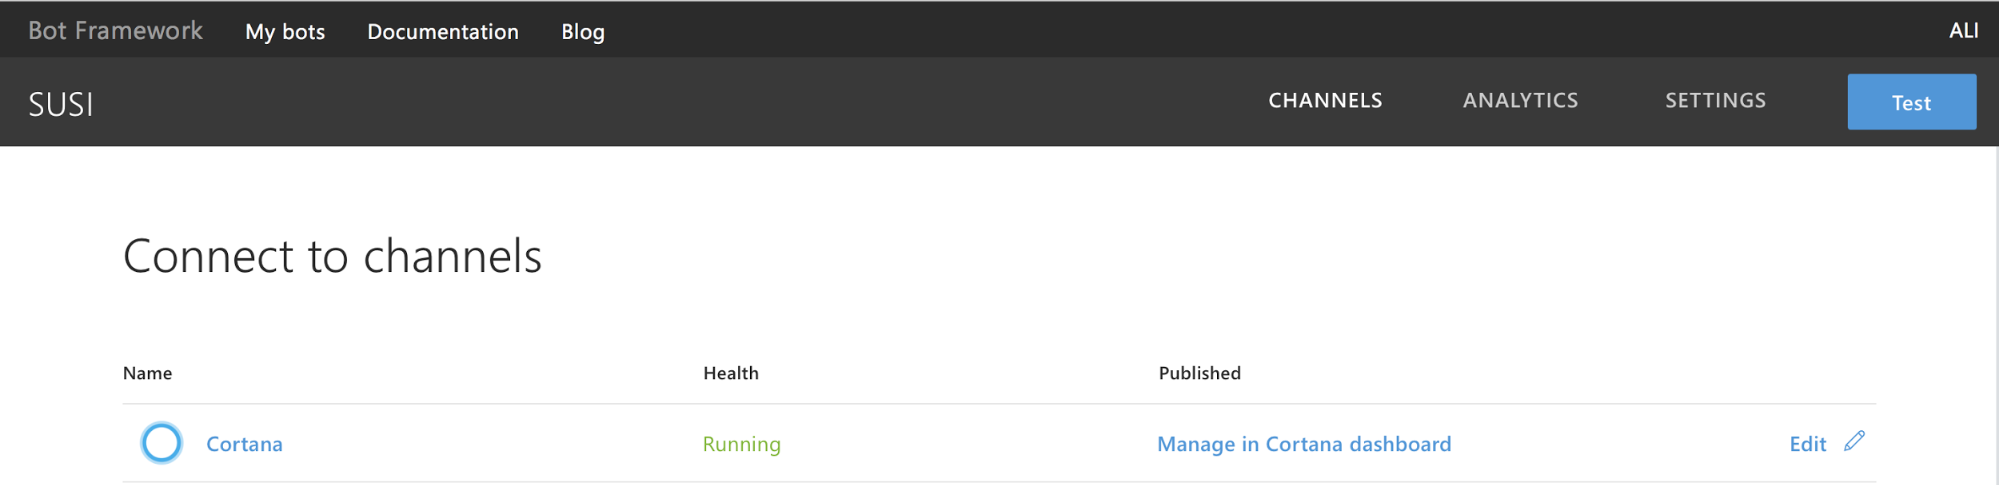 Bot Framework My bots Documentation Blog ALI
SUSI CHANNELS ANALYTICS SETTINGS Test
Connect to channels
Name Health Published
Cortana Running Manage in Cortana dashboard Edit